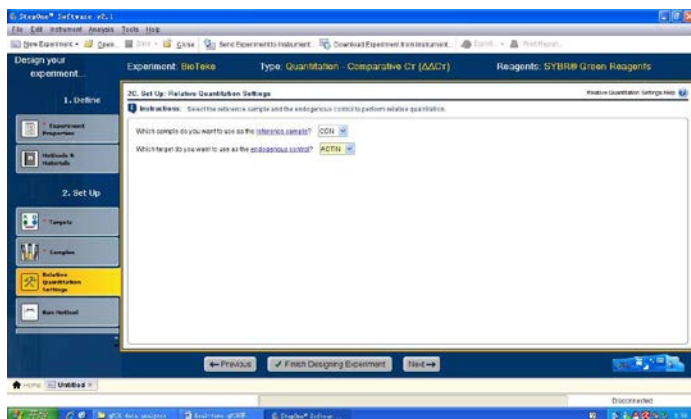 StepOne™ Software v2.1
File Edit Instrument Analysis Tools Help
New Experiment Open... Save Close Send Experiment to Instrument... Download Experiment from Instrument... Print Report...
Design your experiment...
Experiment: BioTeke Type: Quantitation - Comparative CT (ΔΔCT) Reagents: SYBR® Green Reagents
1. Define
2C. Set Up: Relative Quantitation Settings
Relative Quantitation Settings Help
Instructions: Select the reference sample and the endogenous control to perform relative quantitation.
Experiment Properties
Which sample do you want to use as the reference sample? CON
Which target do you want to use as the endogenous control? ACTIN
Methods & Materials
2. Set Up
* Targets
* Samples
Relative Quantitation Settings
Run Method
Previous
Finish Designing Experiment
Next
Home Untitled
Disconnected